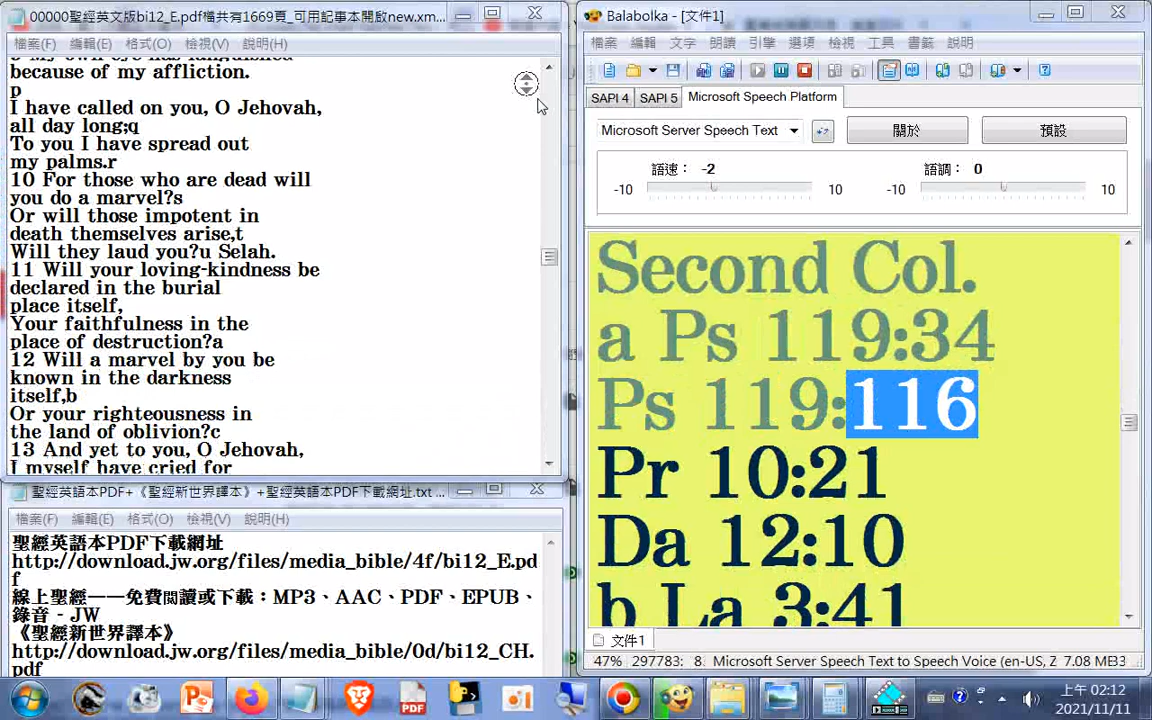 00000聖經英文版bi12_E.pdf檔共有1669頁_可用記事本開啟new.xm...
檔案(F) 編輯(E) 格式(O) 檢視(V) 說明(H)
because of my affliction.
p
I have called on you, O Jehovah,
all day long;q
To you I have spread out
my palms.r
10 For those who are dead will
you do a marvel?s
Or will those impotent in
death themselves arise,t
Will they laud you?u Selah.
11 Will your loving-kindness be
declared in the burial
place itself,
Your faithfulness in the
place of destruction?a
12 Will a marvel by you be
known in the darkness
itself,b
Or your righteousness in
the land of oblivion?c
13 And yet to you, O Jehovah,
I myself have cried for
聖經英語本PDF+《聖經新世界譯本》+聖經英語本PDF下載網址.txt ...
檔案(F) 編輯(E) 格式(O) 檢視(V) 說明(H)
聖經英語本PDF下載網址
http://download.jw.org/files/media_bible/4f/bi12_E.pd
f
線上聖經——免費閱讀或下載：MP3、AAC、PDF、EPUB、
錄音 - JW
《聖經新世界譯本》
http://download.jw.org/files/media_bible/0d/bi12_CH.
pdf
Balabolka - [文件1]
檔案 編輯 文字 朗讀 引擎 選項 檢視 工具 書籤 說明
SAPI 4 SAPI 5 Microsoft Speech Platform
Microsoft Server Speech Text 關於 預設
語速： -2 語調： 0
-10 10 -10 10
Second Col.
a Ps 119:34
Ps 119:116
Pr 10:21
Da 12:10
b La 3:41
文件1
47% 297783: 8. Microsoft Server Speech Text to Speech Voice (en-US, Z 7.08 MB
上午 02:12
2021/11/11